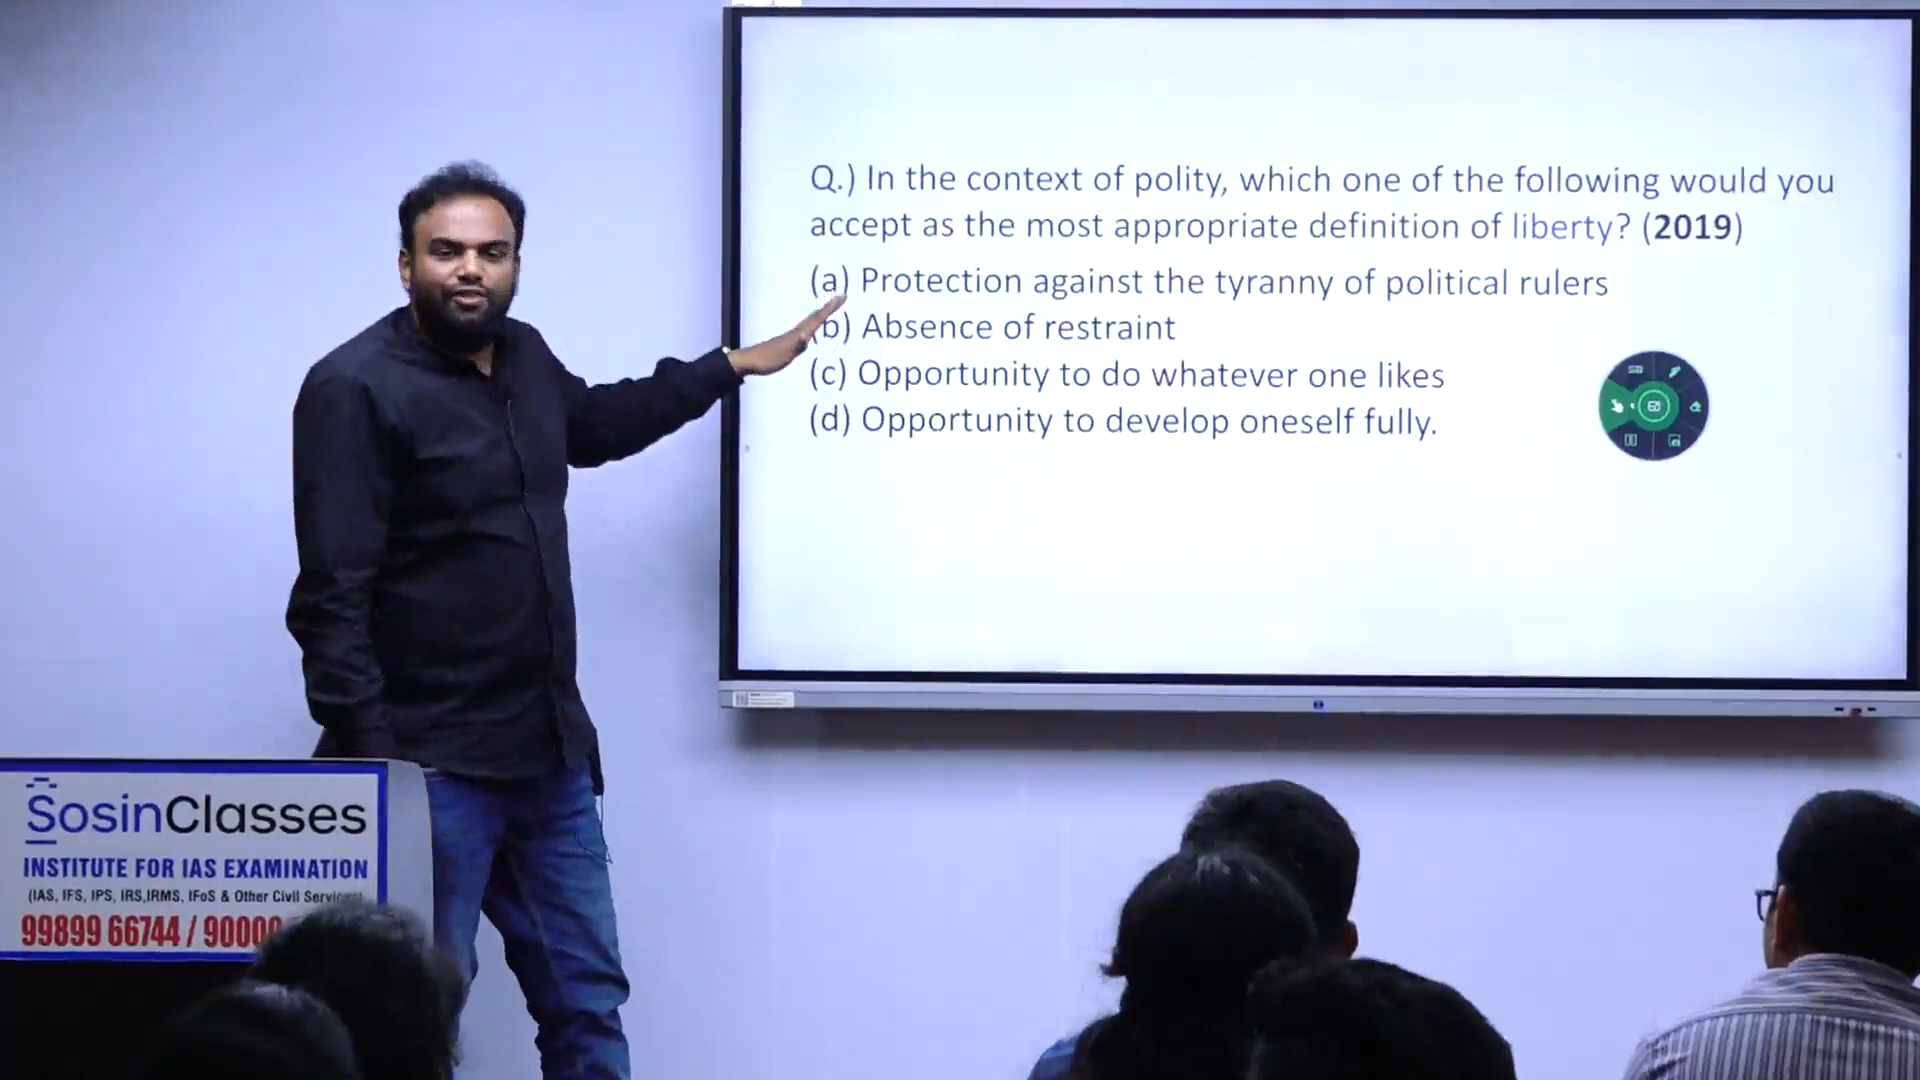 Q.) In the context of polity, which one of the following would you
accept as the most appropriate definition of liberty? (2019)
(a) Protection against the tyranny of political rulers
(b) Absence of restraint
(c) Opportunity to do whatever one likes
(d) Opportunity to develop oneself fully.
SosinClasses
INSTITUTE FOR IAS EXAMINATION
(IAS, IFS, IPS, IRS,IRMS, IFoS & Other Civil Services)
99899 66744 / 90000